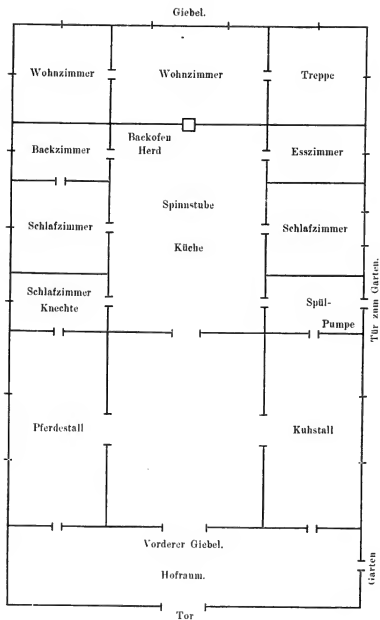 Giebel.
Wohnzimmer
Wohnzimmer
Treppe
Backofen
Herd
Backzimmer
Esszimmer
Spinnstube
Schlafzimmer
Schlafzimmer
Küche
Tür zum Garten.
Schlafzimmer
Knechte
Spül-
Pumpe
Pferdestall
Kuhstall
Vorderer Giebel.
Hofraum.
Garten
Tor